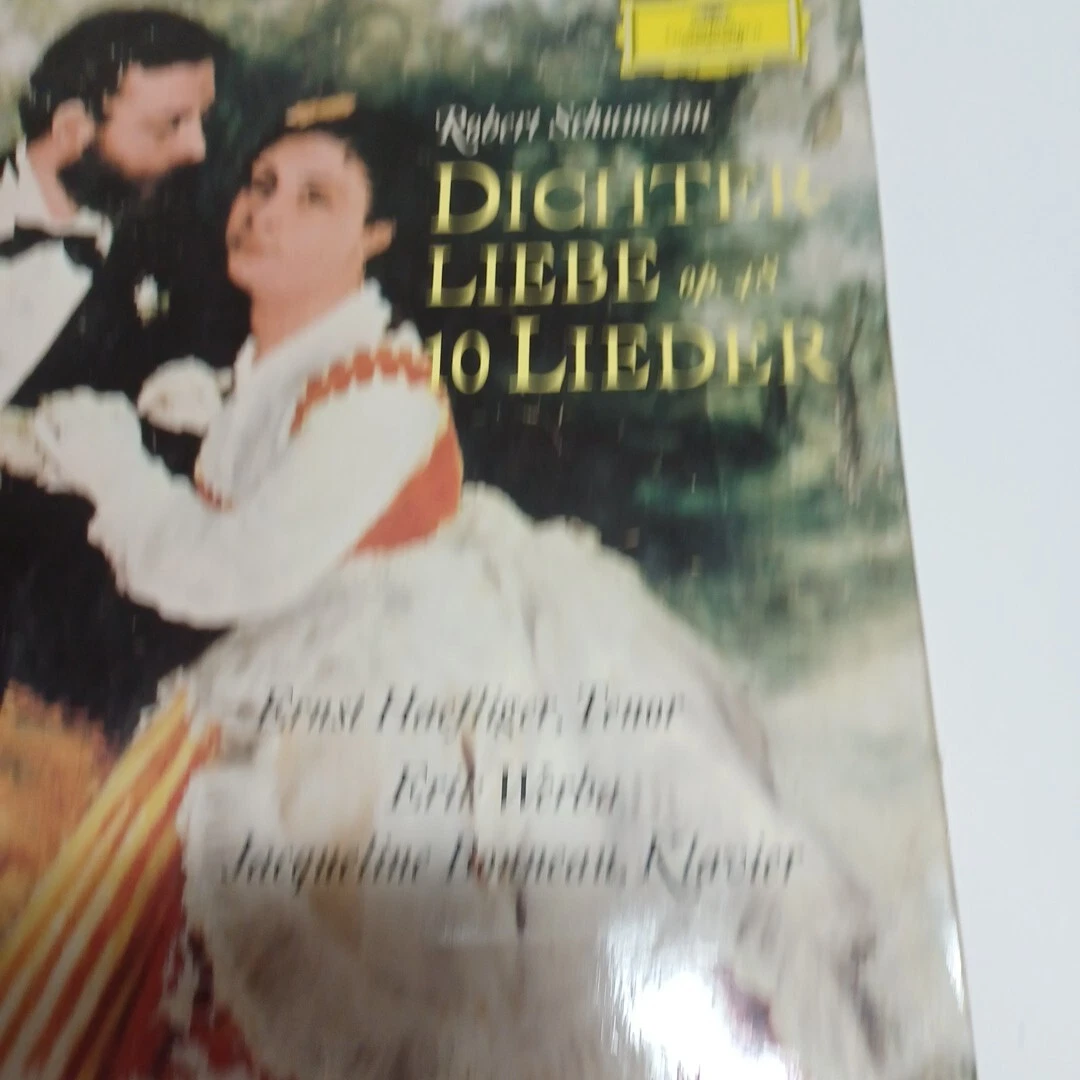 Robert Schumann
DICHTER
LIEBE op. 48
10 LIEDER
Ernst Haefliger, Tenor
Erik Werba
Jacqueline Bonneau, Klavier